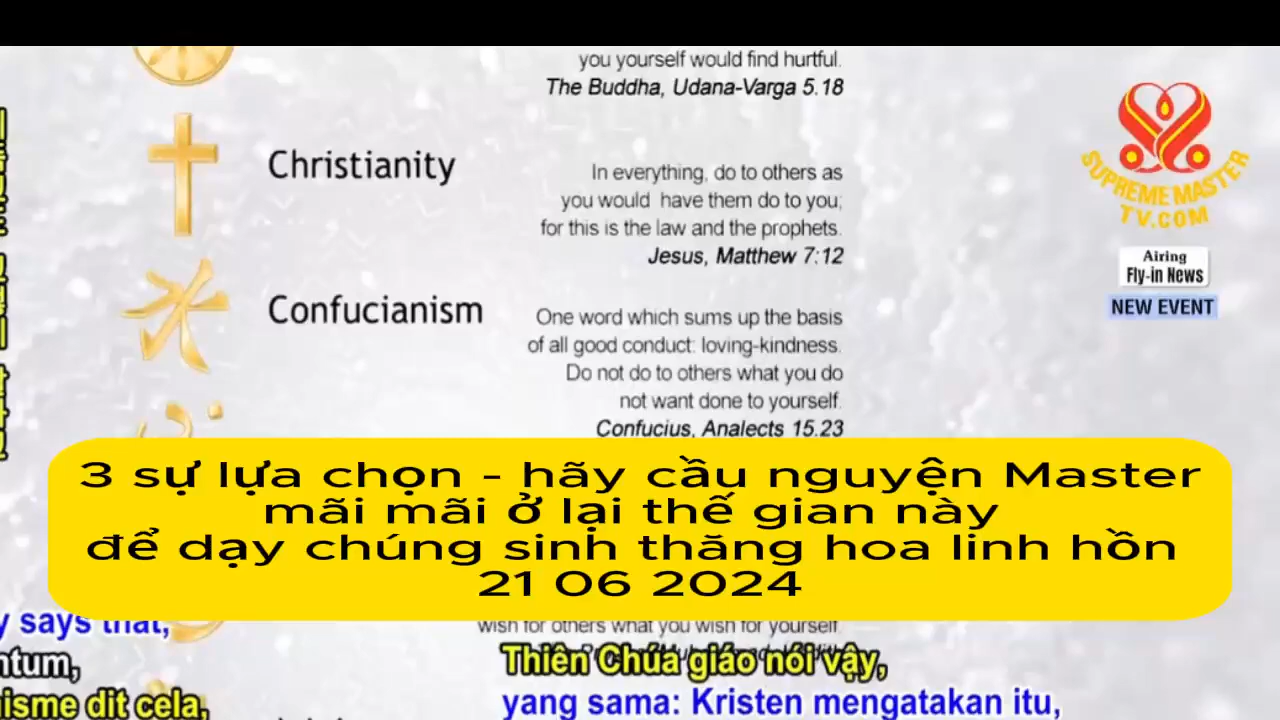 you yourself would find hurtful.
The Buddha, Udana-Varga 5.18
Christianity
In everything, do to others as
you would have them do to you;
for this is the law and the prophets.
Jesus, Matthew 7:12
Confucianism
One word which sums up the basis
of all good conduct: loving-kindness.
Do not do to others what you do
not want done to yourself.
Confucius, Analects 15.23
SUPREME MASTER
TV.COM
Airing
Fly-in News
NEW EVENT
3 sự lựa chọn - hãy cầu nguyện Master
mãi mãi ở lại thế gian này
để dạy chúng sinh thăng hoa linh hồn
21 06 2024
wish for others what you wish for yourself
y says that,
ntum,
isme dit cela,
Thiên Chúa giáo nói vậy,
yang sama: Kristen mengatakan itu,